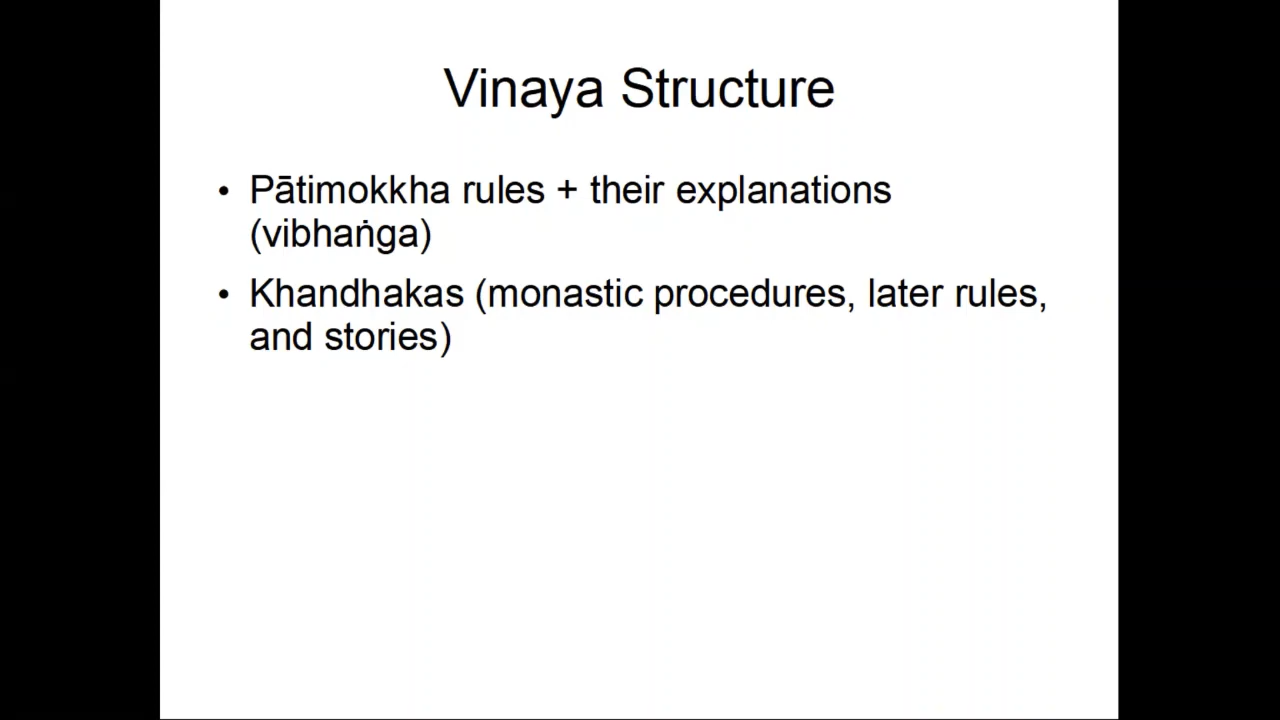 Vinaya Structure
• Pātimokkha rules + their explanations
(vibhaṅga)
• Khandhakas (monastic procedures, later rules,
and stories)